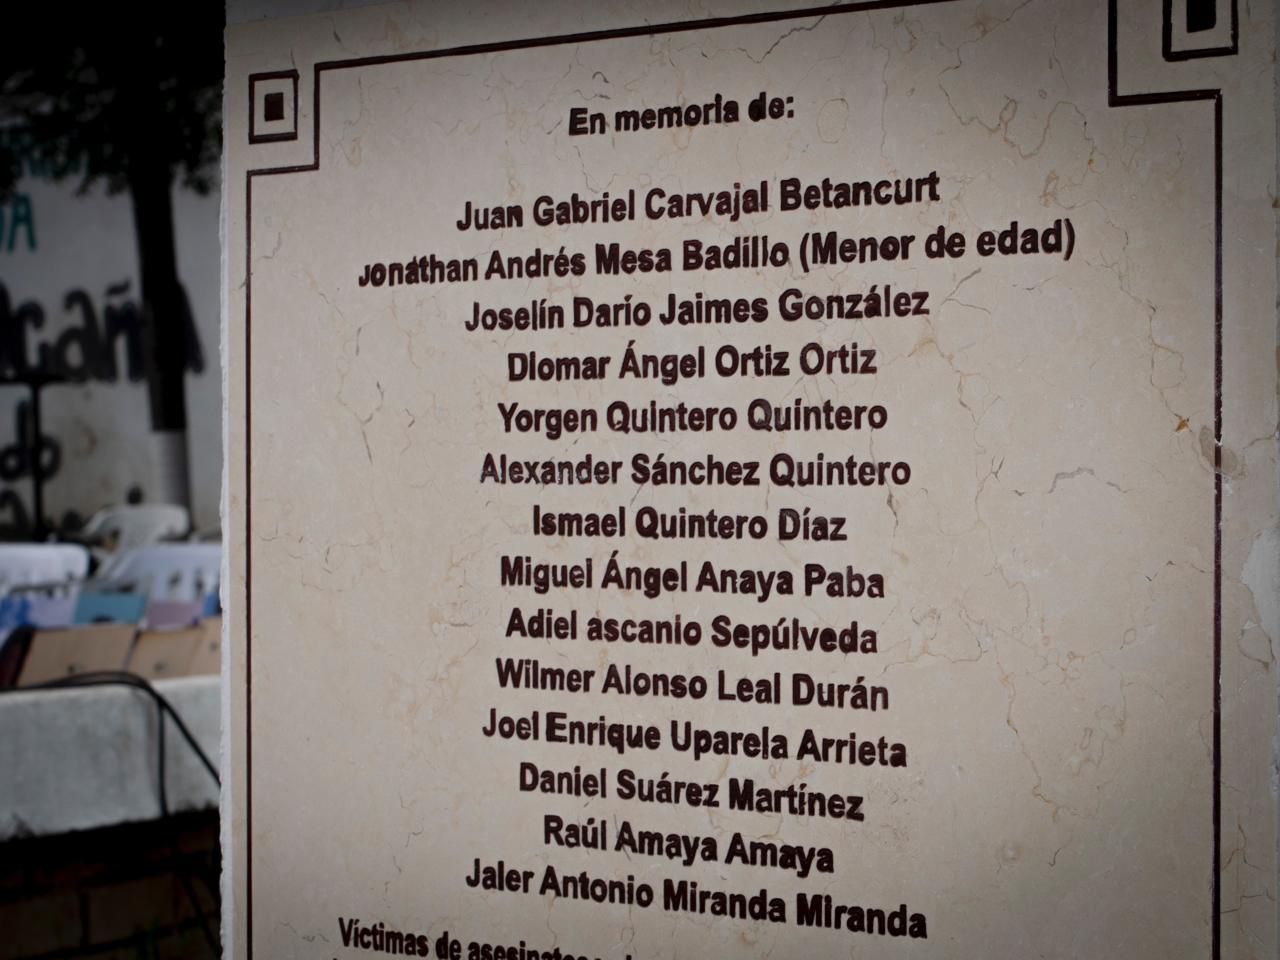 En memoria de:
Juan Gabriel Carvajal Betancurt
Jonathan Andrés Mesa Badillo (Menor de edad)
Joselín Darío Jaimes González
Diomar Ángel Ortiz Ortiz
Yorgen Quintero Quintero
Alexander Sánchez Quintero
Ismael Quintero Díaz
Miguel Ángel Anaya Paba
Adiel ascanio Sepúlveda
Wilmer Alonso Leal Durán
Joel Enrique Uparela Arrieta
Daniel Suárez Martínez
Raúl Amaya Amaya
Jaler Antonio Miranda Miranda
Víctimas de asesinatos